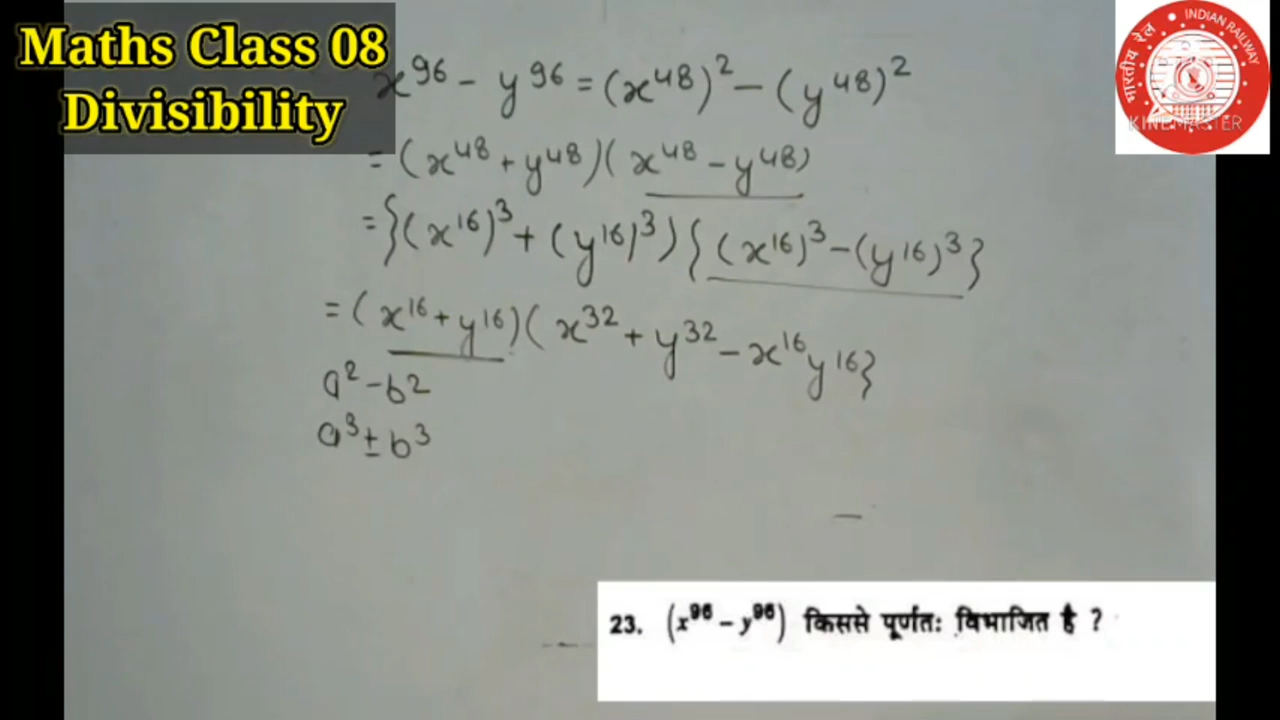 Maths Class 08
Divisibility
भारतीय रेल
INDIAN RAILWAY
KINEMASTER
x⁹⁶ - y⁹⁶ = (x⁴⁸)² - (y⁴⁸)²
= (x⁴⁸ + y⁴⁸)(x⁴⁸ - y⁴⁸)
= }(x¹⁶)³ + (y¹⁶)³) { (x¹⁶)³ - (y¹⁶)³}
= (x¹⁶ + y¹⁶)(x³² + y³² - x¹⁶y¹⁶}
a² - b²
a³ ± b³
23. (x⁹⁶ - y⁹⁶) किससे पूर्णतः विभाजित है ?